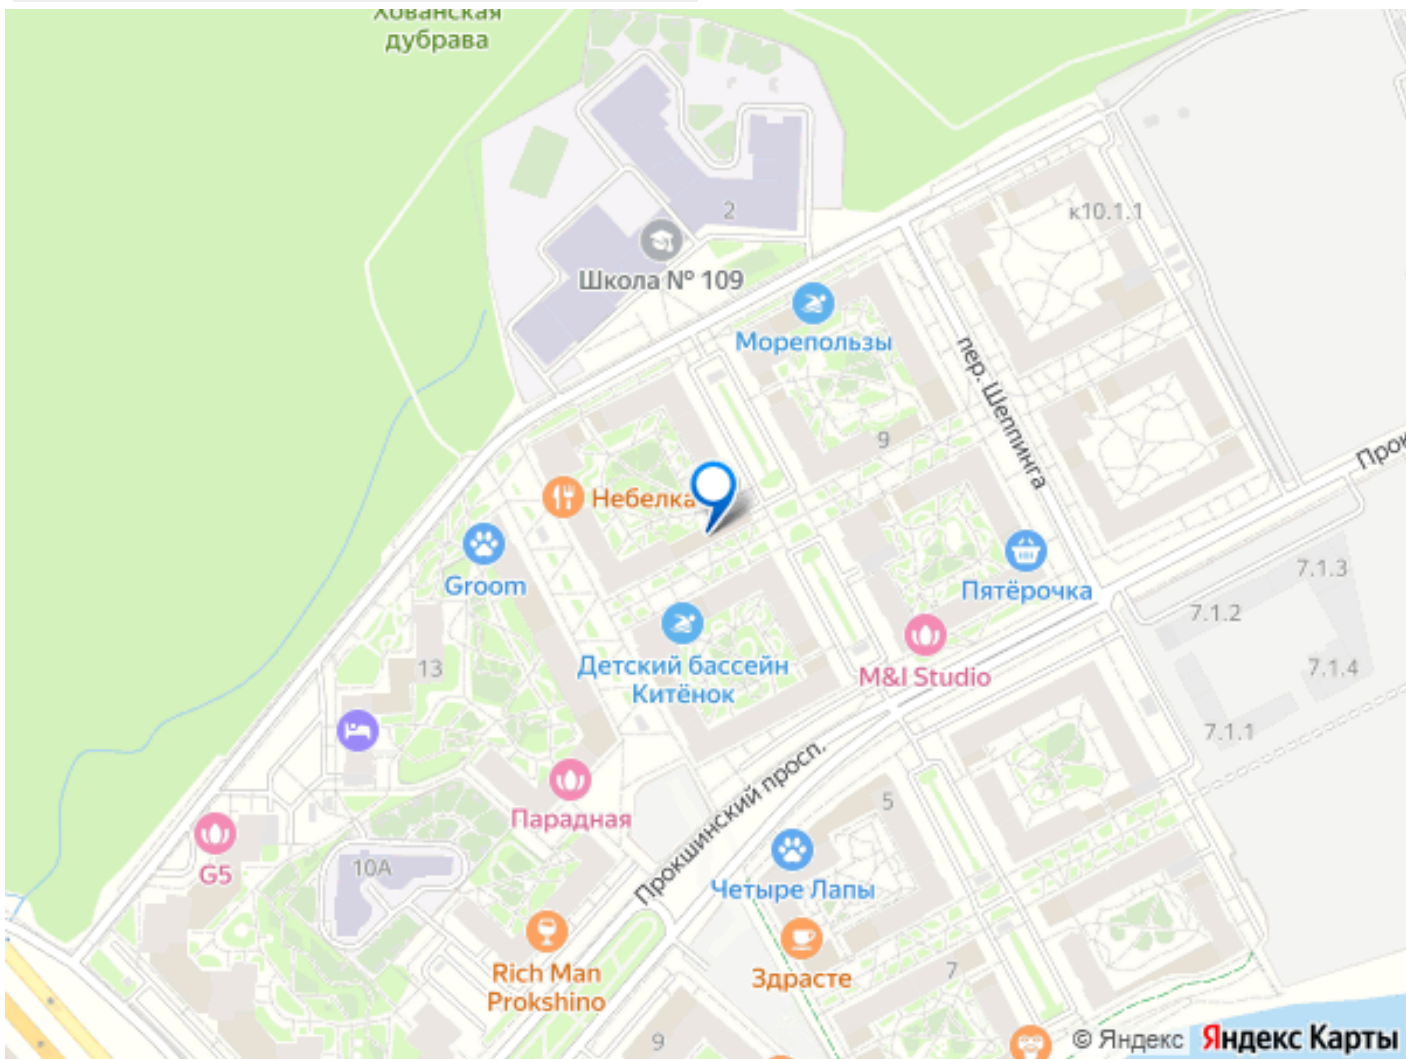 Хованская
дубрава
к10.1.1
2
Школа № 109
Морепользы
пер. Шеппинга
9
Прок
Небелка
Groom
Пятёрочка
7.1.3
7.1.2
13
Детский бассейн
Китёнок
M&I Studio
7.1.4
7.1.1
Прокшинский просп.
5
Парадная
G5
10А
Четыре Лапы
Rich Man
Prokshino
Здрасте
7
9
© Яндекс Яндекс Карты